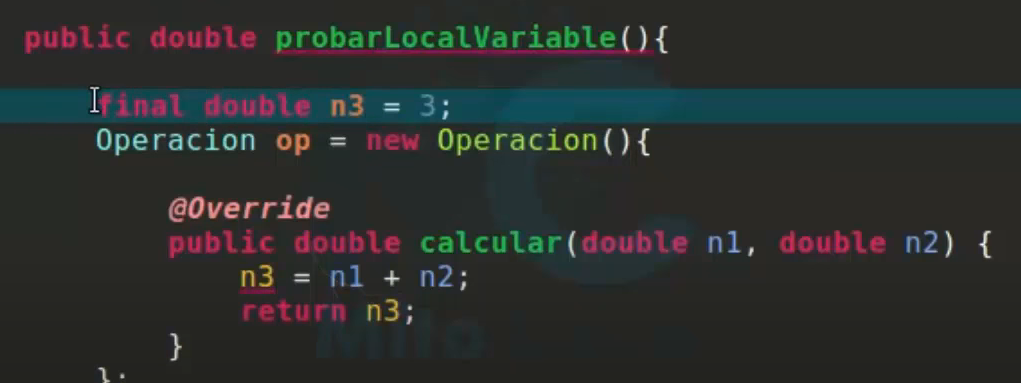 public double probarLocalVariable(){
final double n3 = 3;
Operacion op = new Operacion(){
@Override
public double calcular(double n1, double n2) {
n3 = n1 + n2;
return n3;
}
};
Mito